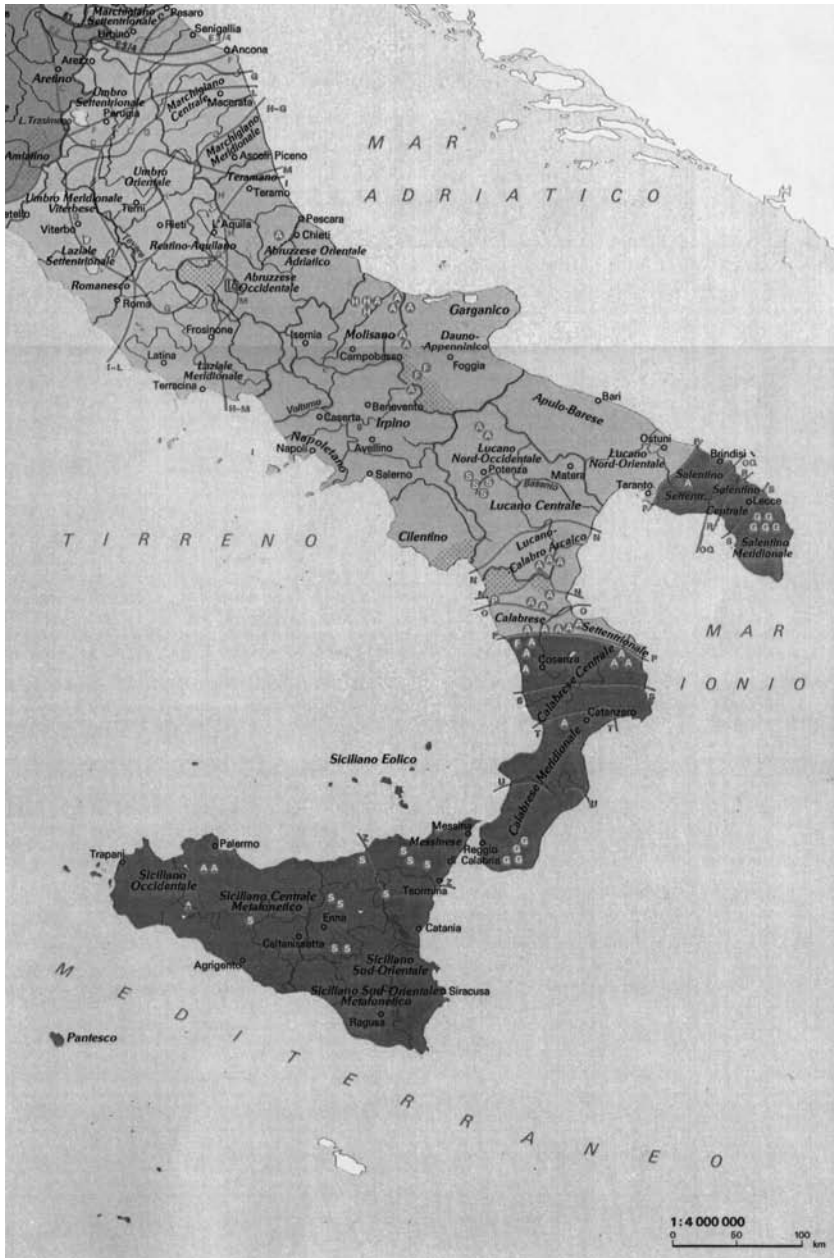 Pesaro
Marchigiano
Settentrionale
Urbino
Senigallia
E3/4
Ancona
Arezzo
Aretino
Umbro
Settentrionale
Marchigiano
Centrale
Macerata
H-G
L. Trasimeno
Perugia
Marchigiano
Meridionale
Ascoli Piceno
Amiatino
Teramano
Teramo
Umbro
Orientale
Umbro Meridionale
Viterbese
Terni
Viterbo
Rieti
L'Aquila
Reatino-Aquilano
Pescara
Chieti
Abruzzese Orientale
Adriatico
Laziale
Settentrionale
Tevere
Abruzzese
Occidentale
Romanesco
Roma
Frosinone
Latina
Laziale
Meridionale
Terracina
I-L
H-M
Isernia
Molisano
Campobasso
Garganico
Dauno-
Appenninico
Foggia
MAR
ADRIATICO
Volturno
Benevento
Caserta
Irpino
Napoletano
Napoli
Avellino
Salerno
Apulo-Barese
Bari
Lucano
Nord-Occidentale
Potenza
Matera
Basento
Lucano Centrale
Ostuni
Lucano
Nord-Orientale
Taranto
Brindisi
Salentino
Settentr.
Salentino
Centrale
Lecce
Salentino
Meridionale
Cilentino
Lucano-
Calabro Arcaico
TIRRENO
Calabrese
Settentrionale
Cosenza
Calabrese Centrale
Catanzaro
MAR
IONIO
Calabrese Meridionale
Siciliano Eolico
Messina
Messinese
Reggio
di Calabria
Taormina
Trapani
Palermo
Siciliano
Occidentale
Siciliano Centrale
Metafonetico
Enna
Caltanissetta
Catania
Agrigento
Siciliano
Sud-Orientale
Siciliano Sud-Orientale
Metafonetico
Siracusa
Ragusa
Pantesco
MEDITERRANEO
1:4 000 000
0 50 100
km